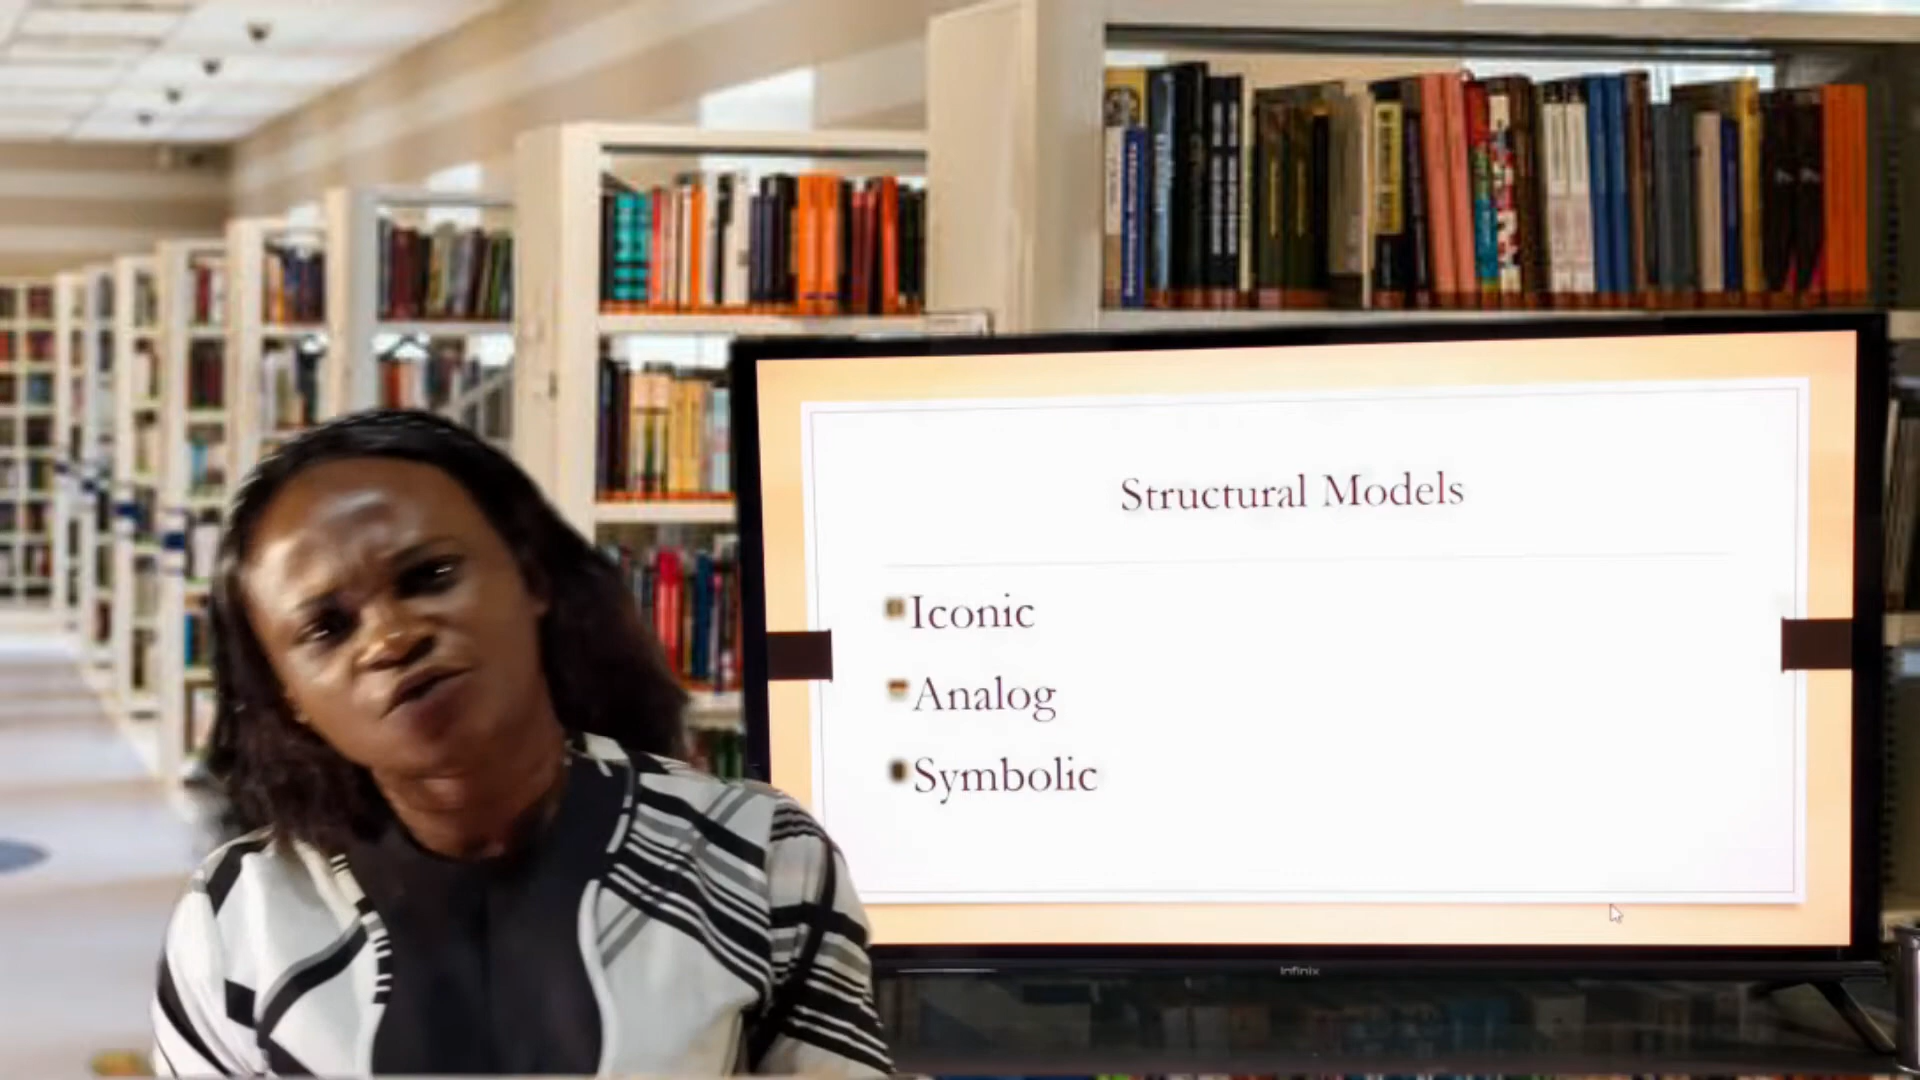 Structural Models
Iconic
Analog
Symbolic
Infinix